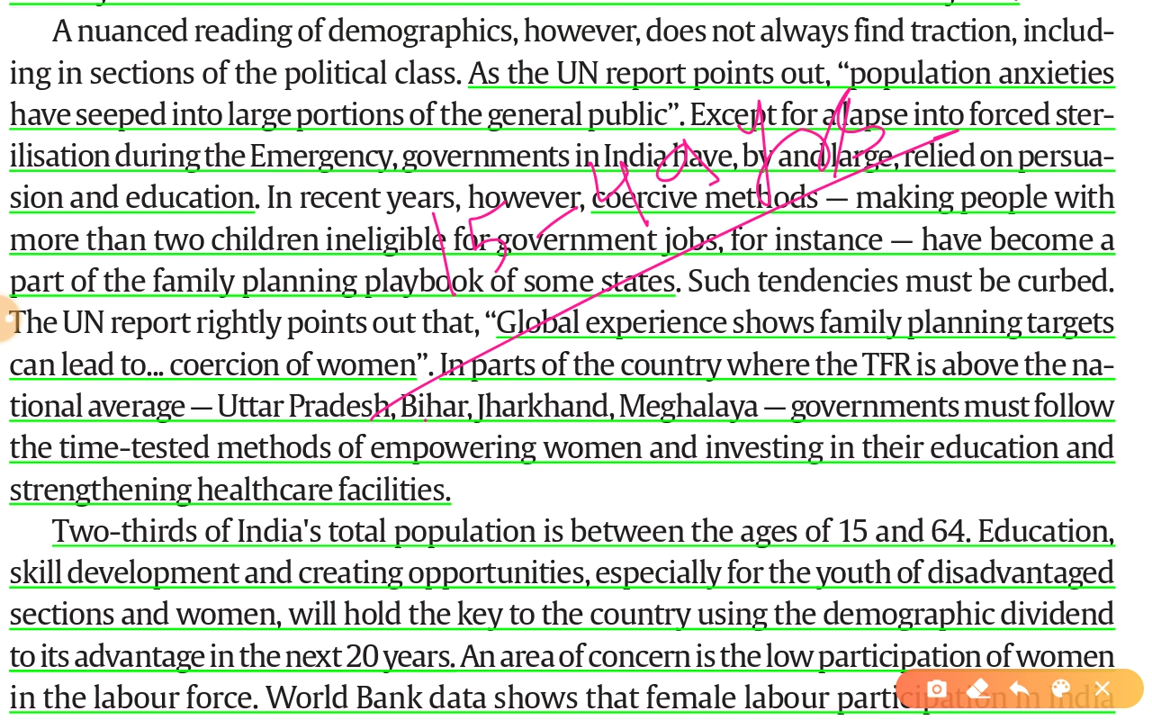 A nuanced reading of demographics, however, does not always find traction, includ-
ing in sections of the political class. As the UN report points out, “population anxieties
have seeped into large portions of the general public”. Except for a lapse into forced ster-
ilisation during the Emergency, governments in India have, by and large, relied on persua-
sion and education. In recent years, however, coercive methods — making people with
more than two children ineligible for government jobs, for instance — have become a
part of the family planning playbook of some states. Such tendencies must be curbed.
The UN report rightly points out that, “Global experience shows family planning targets
can lead to... coercion of women”. In parts of the country where the TFR is above the na-
tional average — Uttar Pradesh, Bihar, Jharkhand, Meghalaya — governments must follow
the time-tested methods of empowering women and investing in their education and
strengthening healthcare facilities.
Two-thirds of India's total population is between the ages of 15 and 64. Education,
skill development and creating opportunities, especially for the youth of disadvantaged
sections and women, will hold the key to the country using the demographic dividend
to its advantage in the next 20 years. An area of concern is the low participation of women
in the labour force. World Bank data shows that female labour participation in India